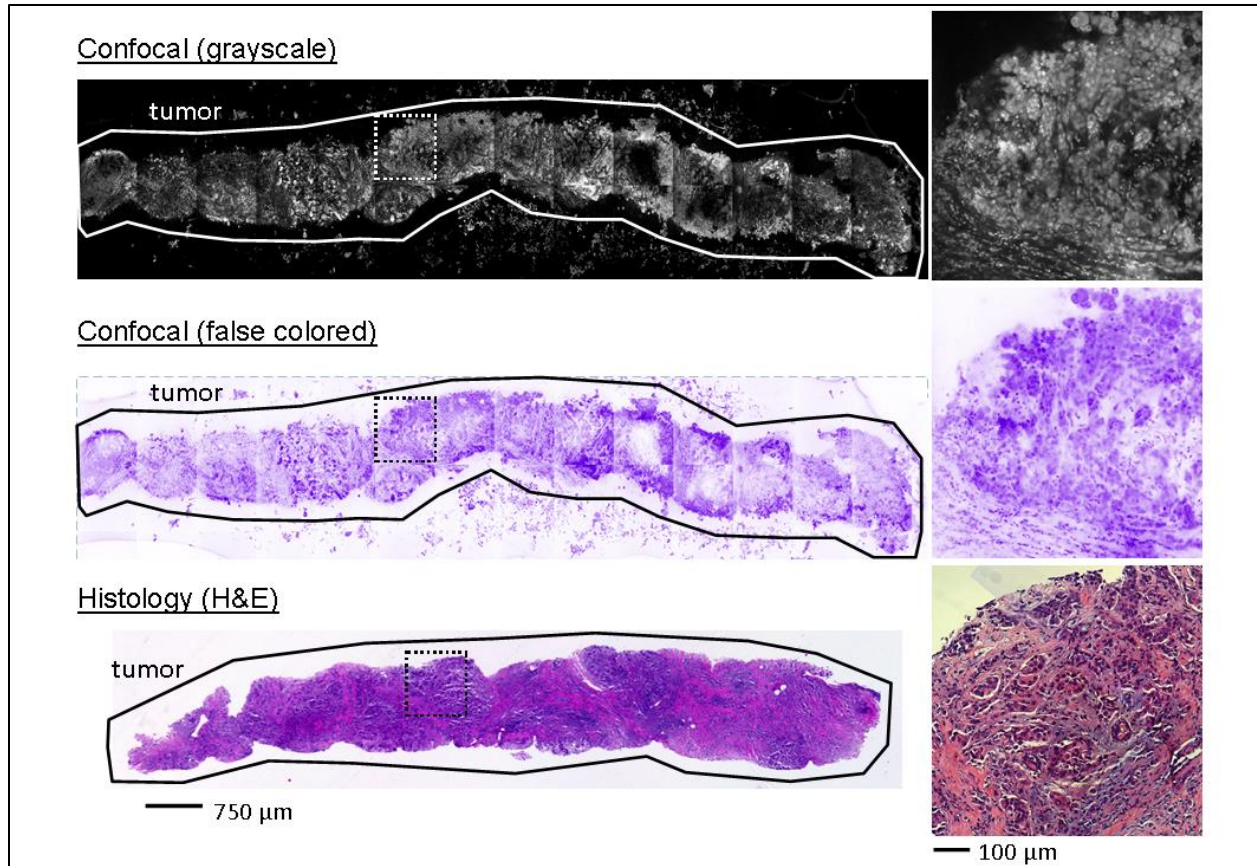 Confocal (grayscale)
tumor
Confocal (false colored)
tumor
Histology (H&E)
tumor
750 µm
100 µm